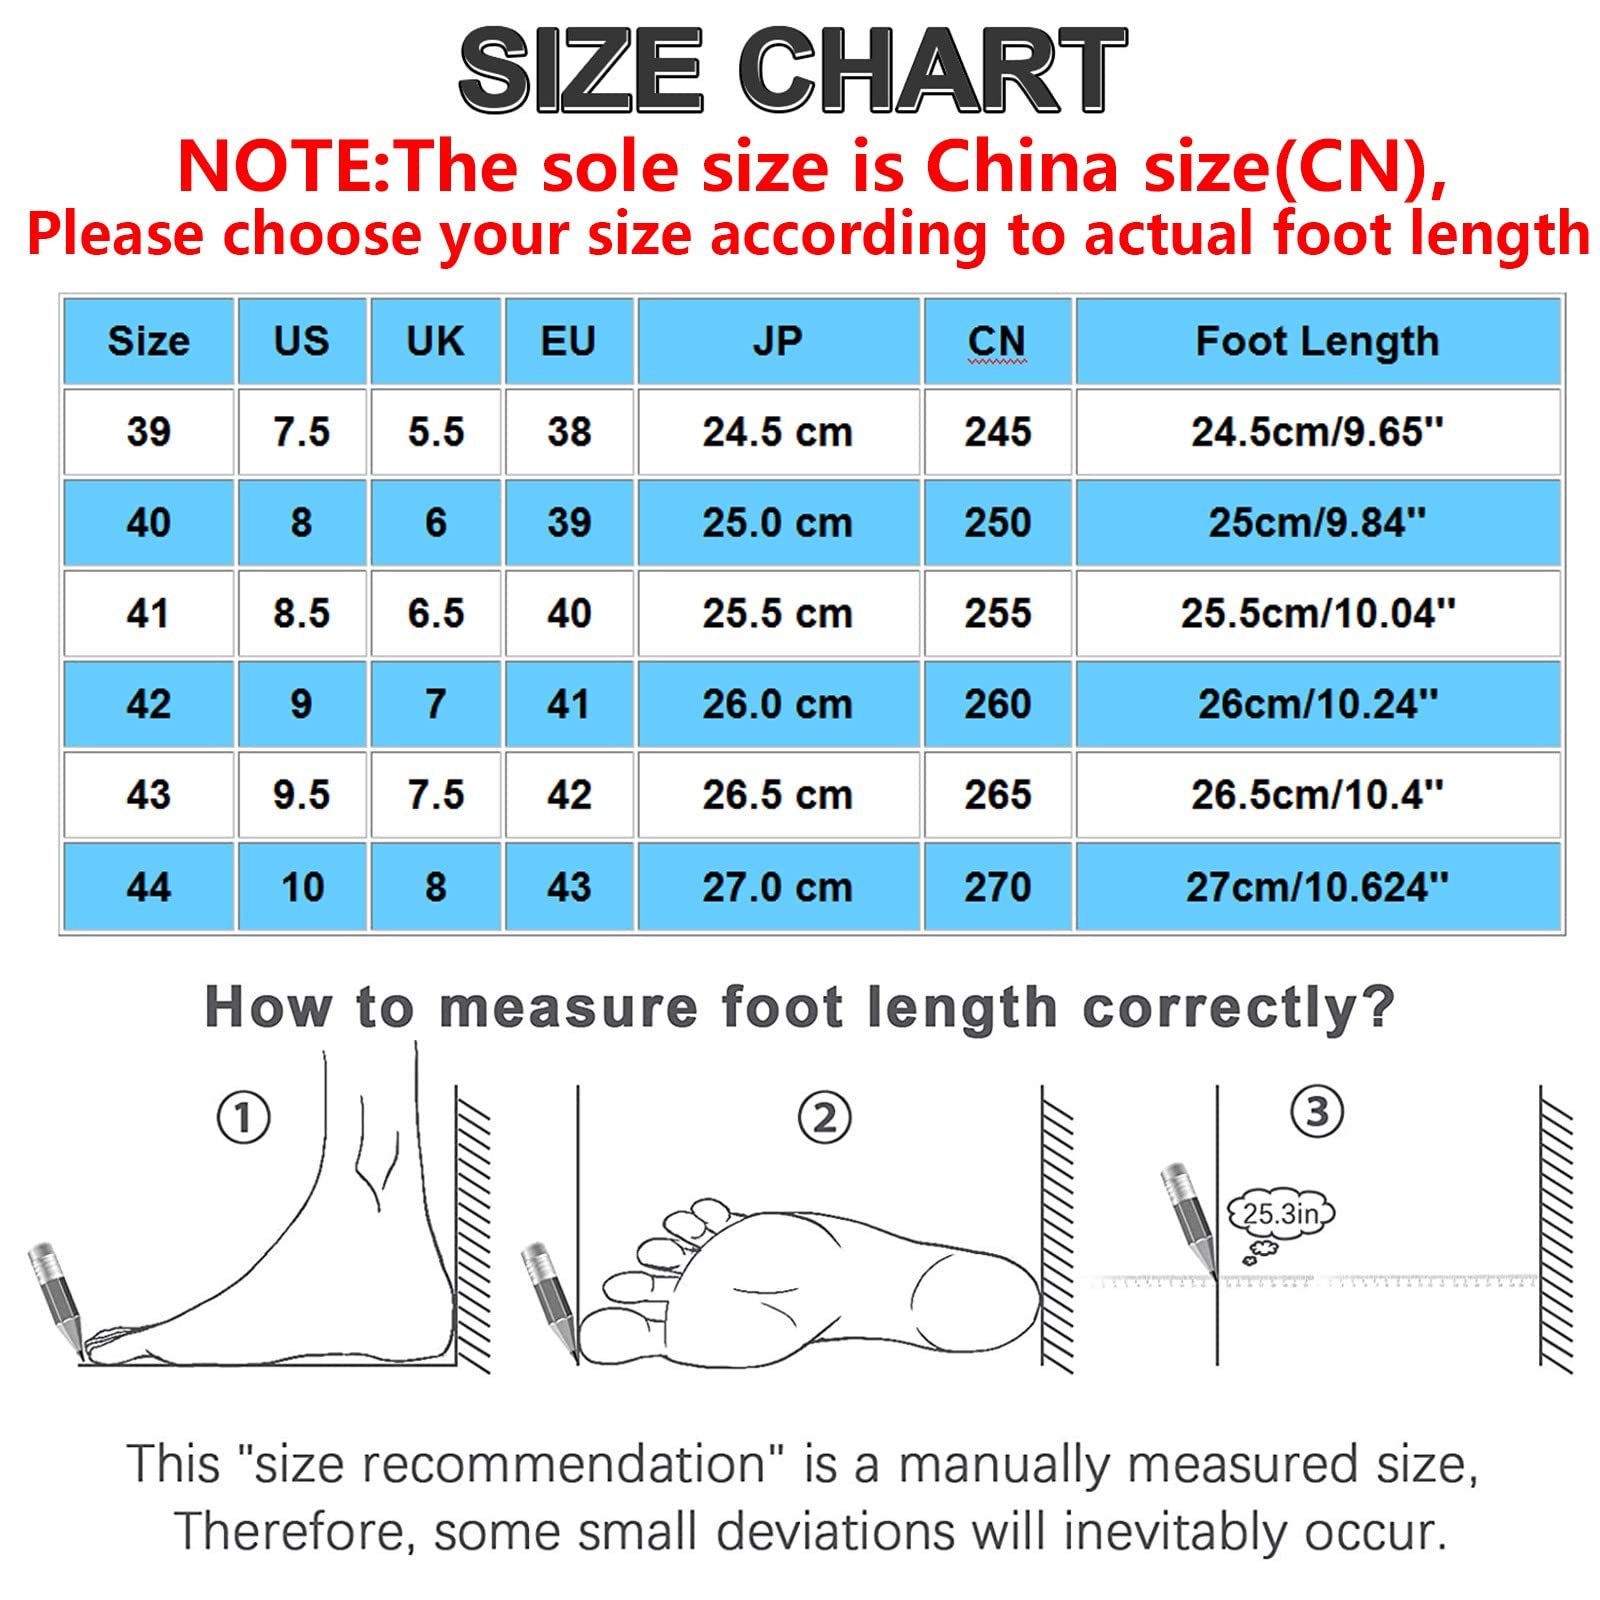 SIZE CHART
NOTE:The sole size is China size(CN),
Please choose your size according to actual foot length
Size US UK EU JP CN Foot Length
39 7.5 5.5 38 24.5 cm 245 24.5cm/9.65''
40 8 6 39 25.0 cm 250 25cm/9.84''
41 8.5 6.5 40 25.5 cm 255 25.5cm/10.04''
42 9 7 41 26.0 cm 260 26cm/10.24''
43 9.5 7.5 42 26.5 cm 265 26.5cm/10.4''
44 10 8 43 27.0 cm 270 27cm/10.624''
How to measure foot length correctly?
1 2 3
25.3in
This "size recommendation" is a manually measured size,
Therefore, some small deviations will inevitably occur.